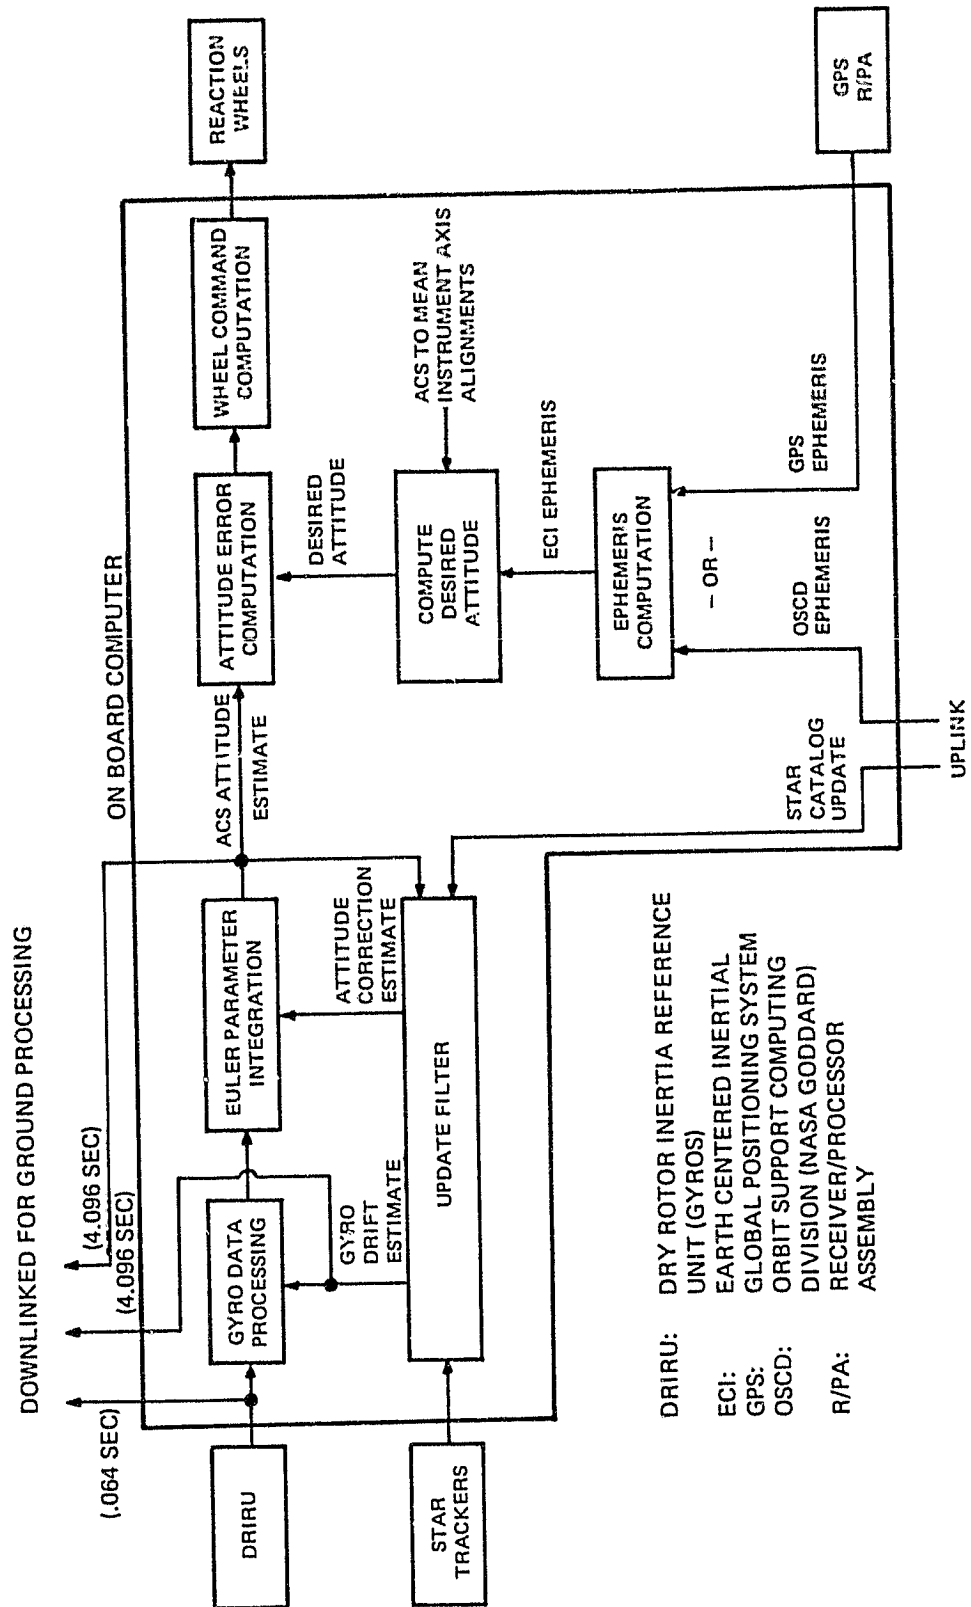 DOWNLINKED FOR GROUND PROCESSING
(.064 SEC)
(4.096 SEC)
(4.096 SEC)
ON BOARD COMPUTER
DRIRU
GYRO DATA
PROCESSING
EULER PARAMETER
INTEGRATION
ACS ATTITUDE
ESTIMATE
ATTITUDE ERROR
COMPUTATION
WHEEL COMMAND
COMPUTATION
REACTION
WHEELS
GYRO
DRIFT
ESTIMATE
ATTITUDE
CORRECTION
ESTIMATE
DESIRED
ATTITUDE
STAR
TRACKERS
UPDATE FILTER
COMPUTE
DESIRED
ATTITUDE
ACS TO MEAN
INSTRUMENT AXIS
ALIGNMENTS
ECI EPHEMERIS
EPHEMERIS
COMPUTATION
– OR –
STAR
CATALOG
UPDATE
OSCD
EPHEMERIS
GPS
EPHEMERIS
GPS
R/PA
UPLINK
DRIRU: DRY ROTOR INERTIA REFERENCE
UNIT (GYROS)
ECI: EARTH CENTERED INERTIAL
GPS: GLOBAL POSITIONING SYSTEM
OSCD: ORBIT SUPPORT COMPUTING
DIVISION (NASA GODDARD)
R/PA: RECEIVER/PROCESSOR
ASSEMBLY